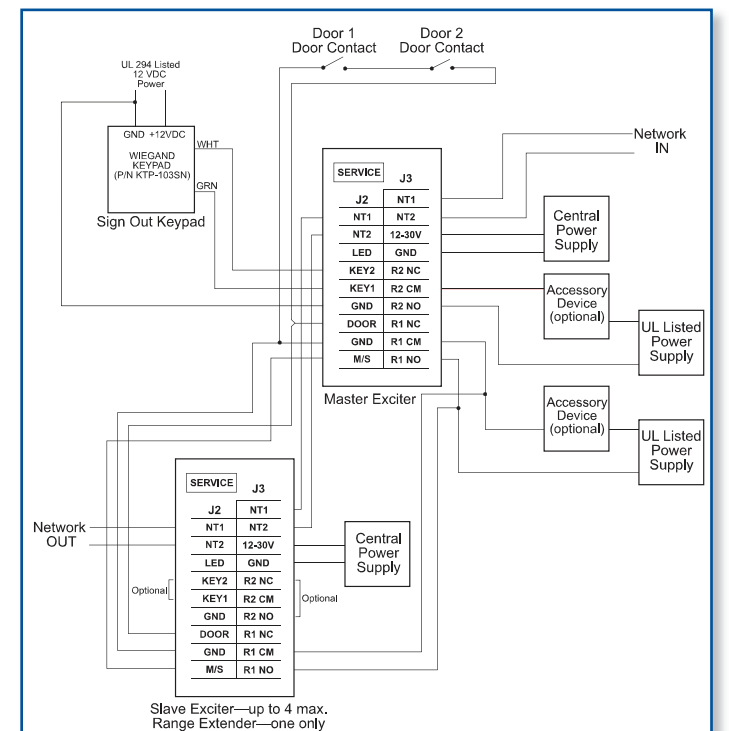 Door 1
Door Contact
Door 2
Door Contact
UL 294 Listed
12 VDC
Power
GND +12VDC
WIEGAND
KEYPAD
(P/N KTP-103SN)
WHT
GRN
Sign Out Keypad
Network
IN
SERVICE
J3
J2 NT1
NT1 NT2
NT2 12-30V
LED GND
KEY2 R2 NC
KEY1 R2 CM
GND R2 NO
DOOR R1 NC
GND R1 CM
M/S R1 NO
Master Exciter
Central
Power
Supply
Accessory
Device
(optional)
UL Listed
Power
Supply
Accessory
Device
(optional)
UL Listed
Power
Supply
SERVICE
J3
J2 NT1
NT1 NT2
NT2 12-30V
LED GND
KEY2 R2 NC
KEY1 R2 CM
GND R2 NO
DOOR R1 NC
GND R1 CM
M/S R1 NO
Network
OUT
Optional
Optional
Central
Power
Supply
Slave Exciter—up to 4 max.
Range Extender—one only